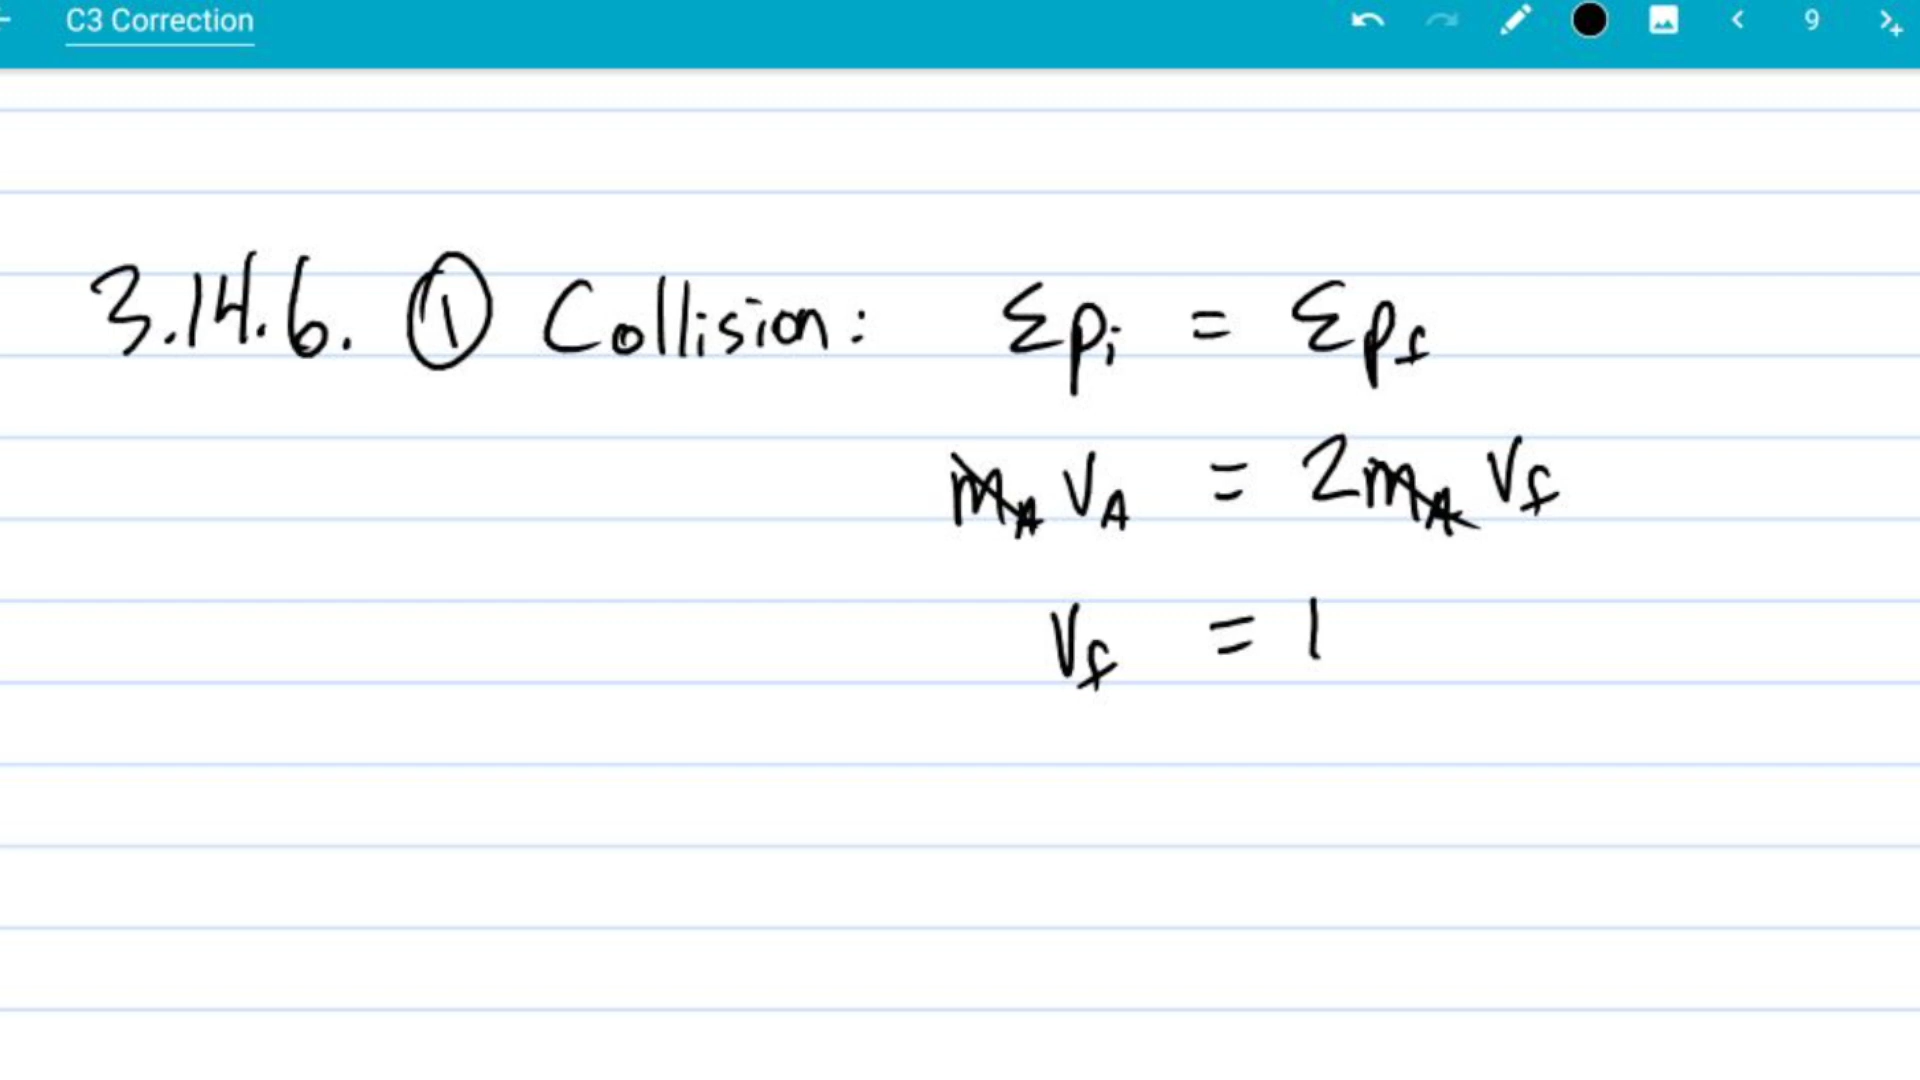 C3 Correction
9
3.14.6. ① Collision: Σpᵢ = Σp_f
m_A v_A = 2m_A v_f
v_f = 1